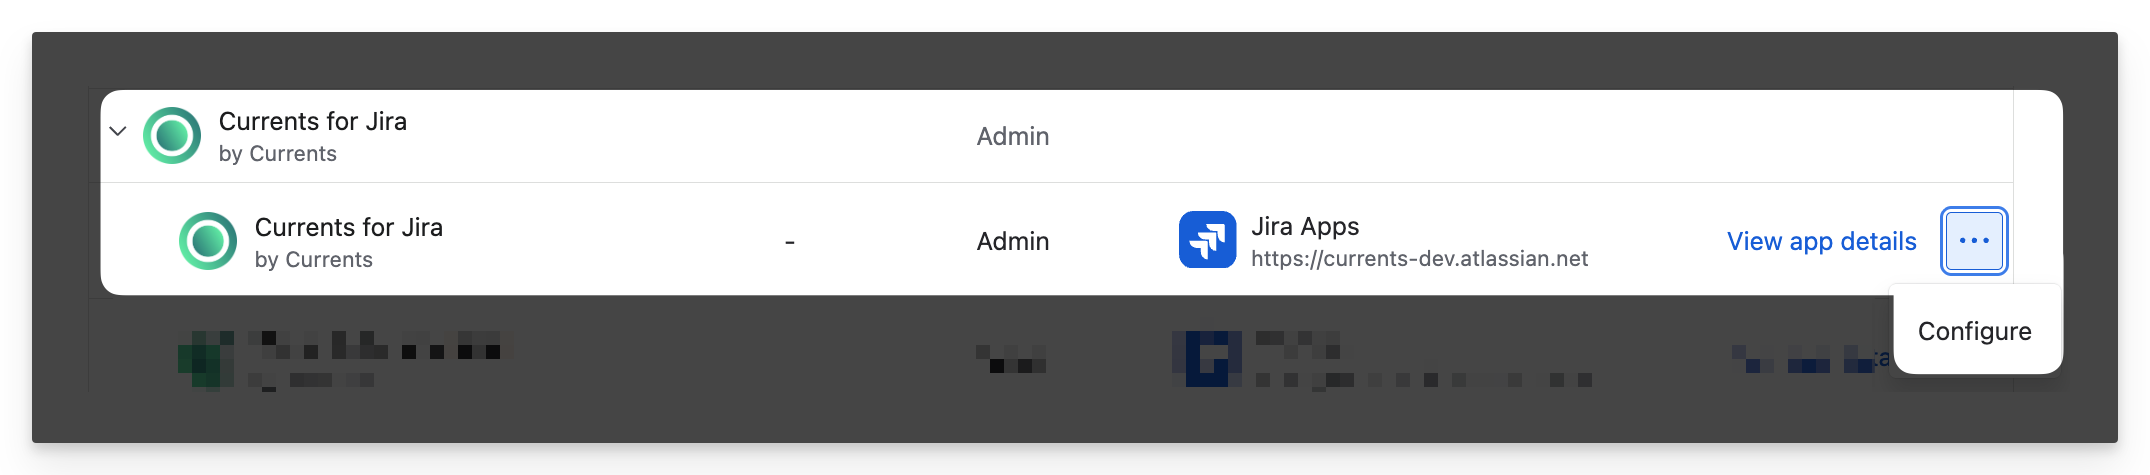 Currents for Jira
by Currents
Admin
Currents for Jira
by Currents
-
Admin
Jira Apps
https://currents-dev.atlassian.net
View app details
Configure